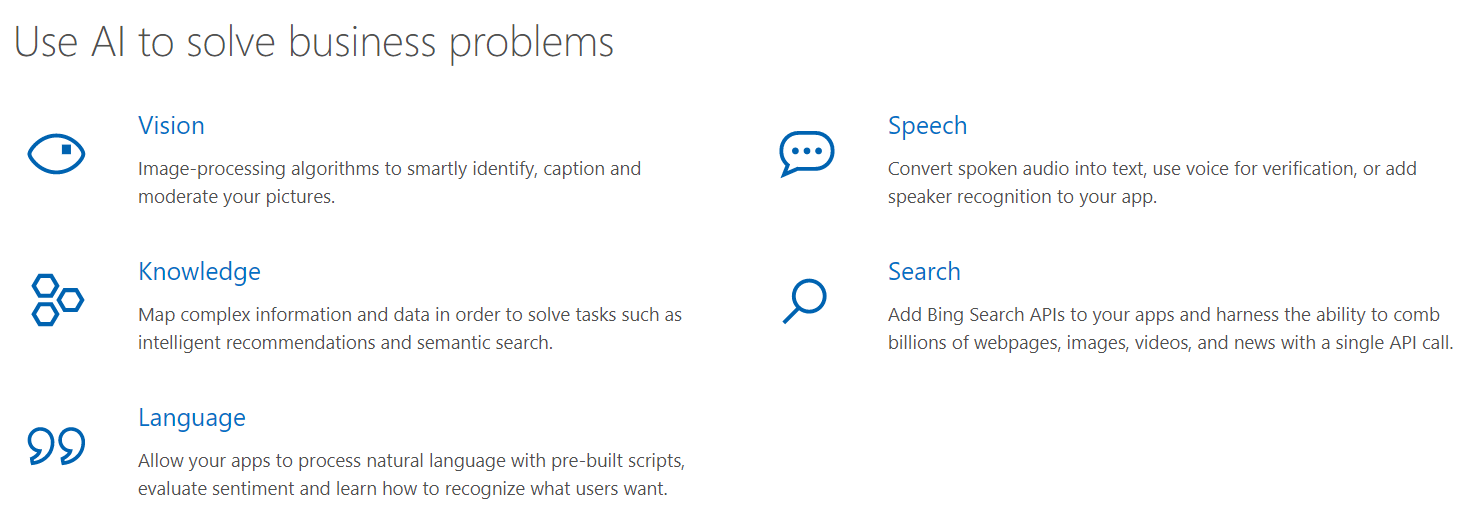 Use AI to solve business problems
Vision
Image-processing algorithms to smartly identify, caption and
moderate your pictures.
Speech
Convert spoken audio into text, use voice for verification, or add
speaker recognition to your app.
Knowledge
Map complex information and data in order to solve tasks such as
intelligent recommendations and semantic search.
Search
Add Bing Search APIs to your apps and harness the ability to comb
billions of webpages, images, videos, and news with a single API call.
Language
Allow your apps to process natural language with pre-built scripts,
evaluate sentiment and learn how to recognize what users want.